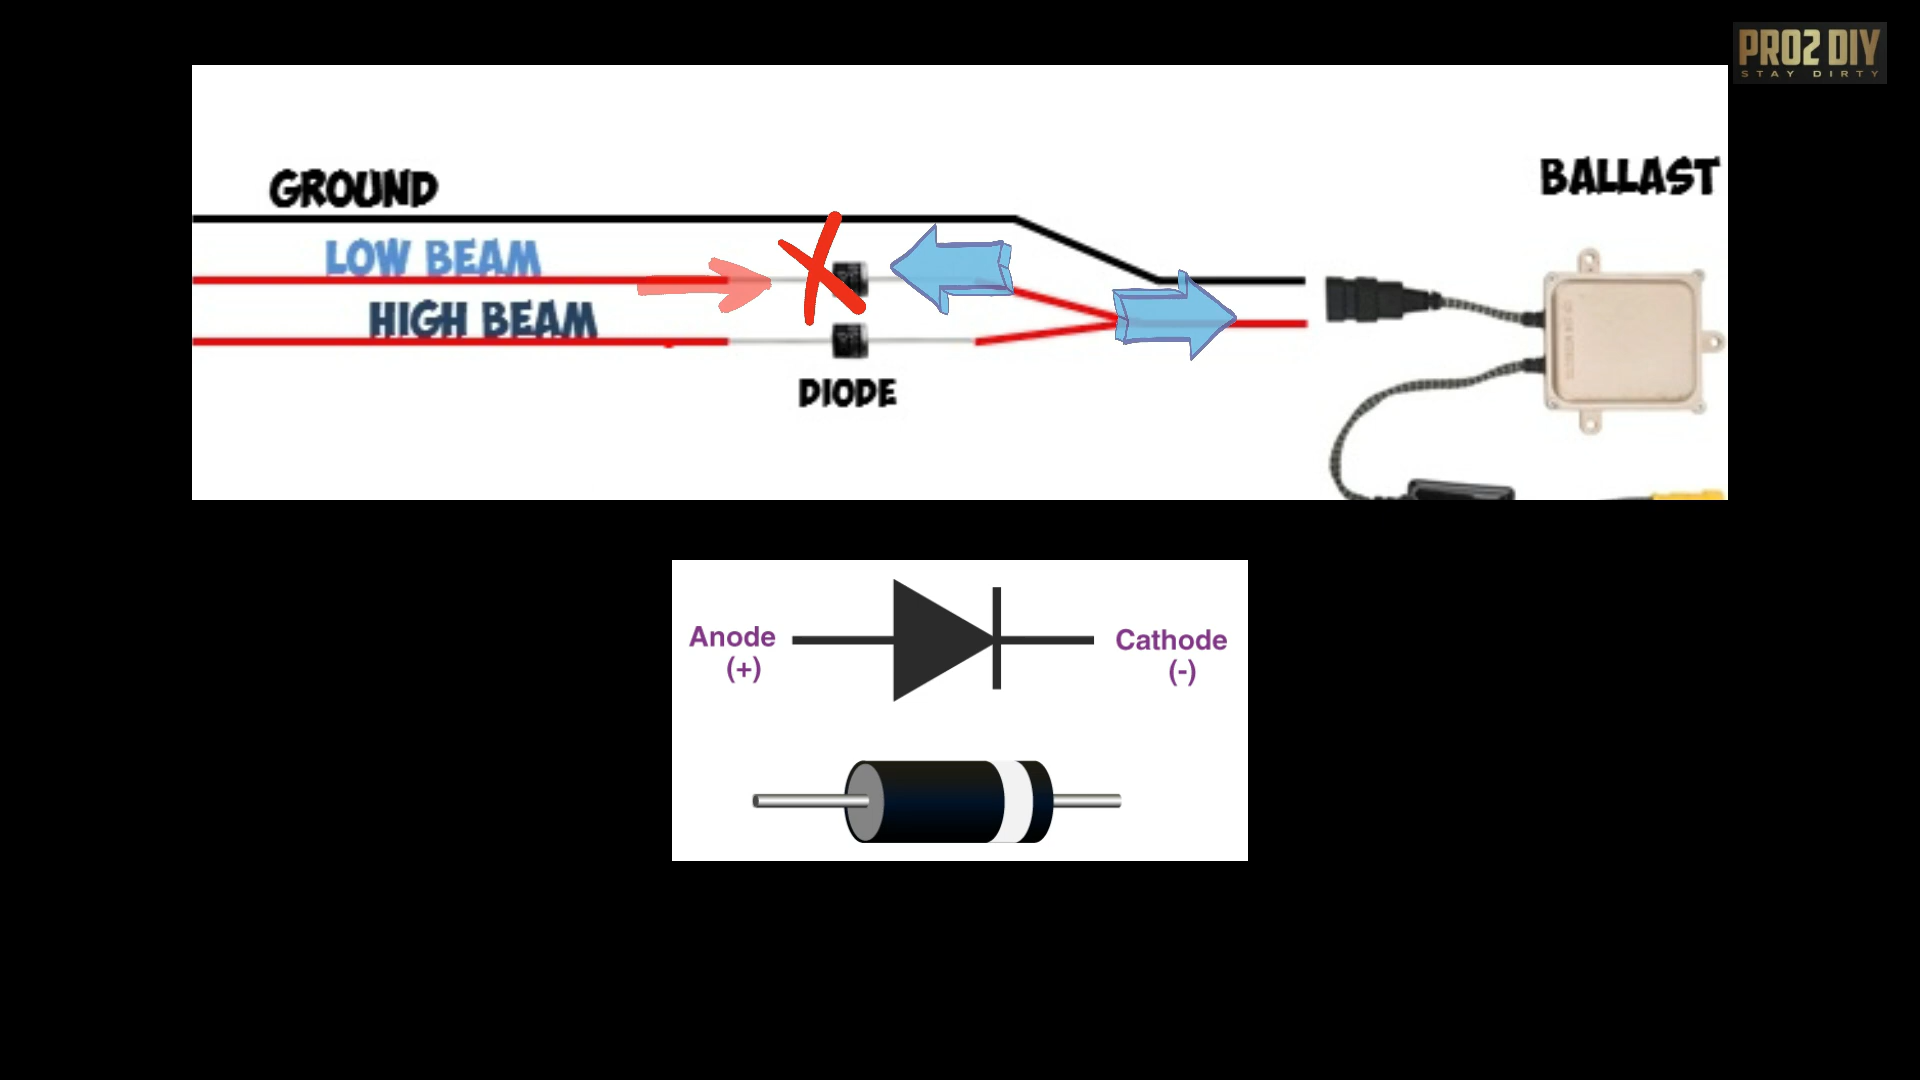 PRO2 DIY
STAY DIRTY
GROUND
BALLAST
LOW BEAM
HIGH BEAM
DIODE
Anode
(+)
Cathode
(-)